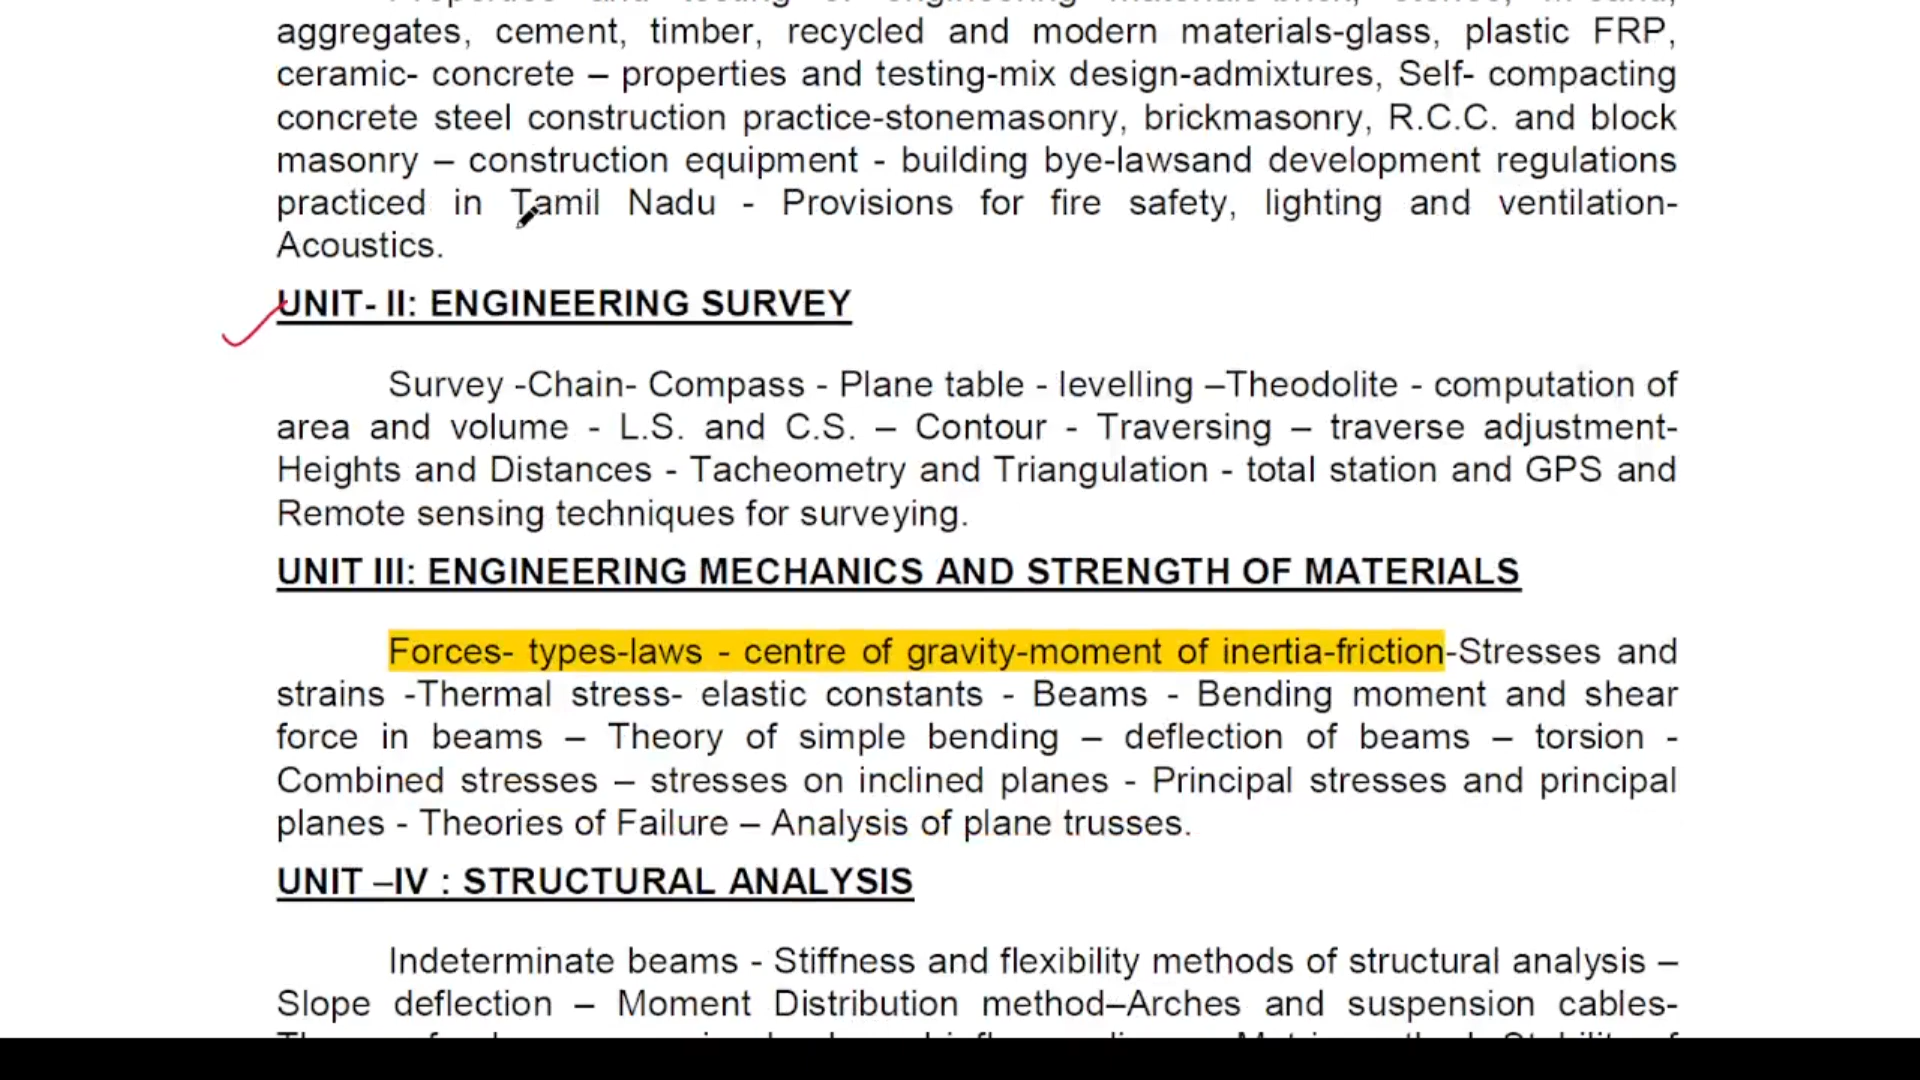 aggregates, cement, timber, recycled and modern materials-glass, plastic FRP,
ceramic- concrete – properties and testing-mix design-admixtures, Self- compacting
concrete steel construction practice-stonemasonry, brickmasonry, R.C.C. and block
masonry – construction equipment - building bye-lawsand development regulations
practiced in Tamil Nadu - Provisions for fire safety, lighting and ventilation-
Acoustics.
UNIT- II: ENGINEERING SURVEY
Survey -Chain- Compass - Plane table - levelling –Theodolite - computation of
area and volume - L.S. and C.S. – Contour - Traversing – traverse adjustment-
Heights and Distances - Tacheometry and Triangulation - total station and GPS and
Remote sensing techniques for surveying.
UNIT III: ENGINEERING MECHANICS AND STRENGTH OF MATERIALS
Forces- types-laws - centre of gravity-moment of inertia-friction-Stresses and
strains -Thermal stress- elastic constants - Beams - Bending moment and shear
force in beams – Theory of simple bending – deflection of beams – torsion -
Combined stresses – stresses on inclined planes - Principal stresses and principal
planes - Theories of Failure – Analysis of plane trusses.
UNIT –IV : STRUCTURAL ANALYSIS
Indeterminate beams - Stiffness and flexibility methods of structural analysis –
Slope deflection – Moment Distribution method–Arches and suspension cables-